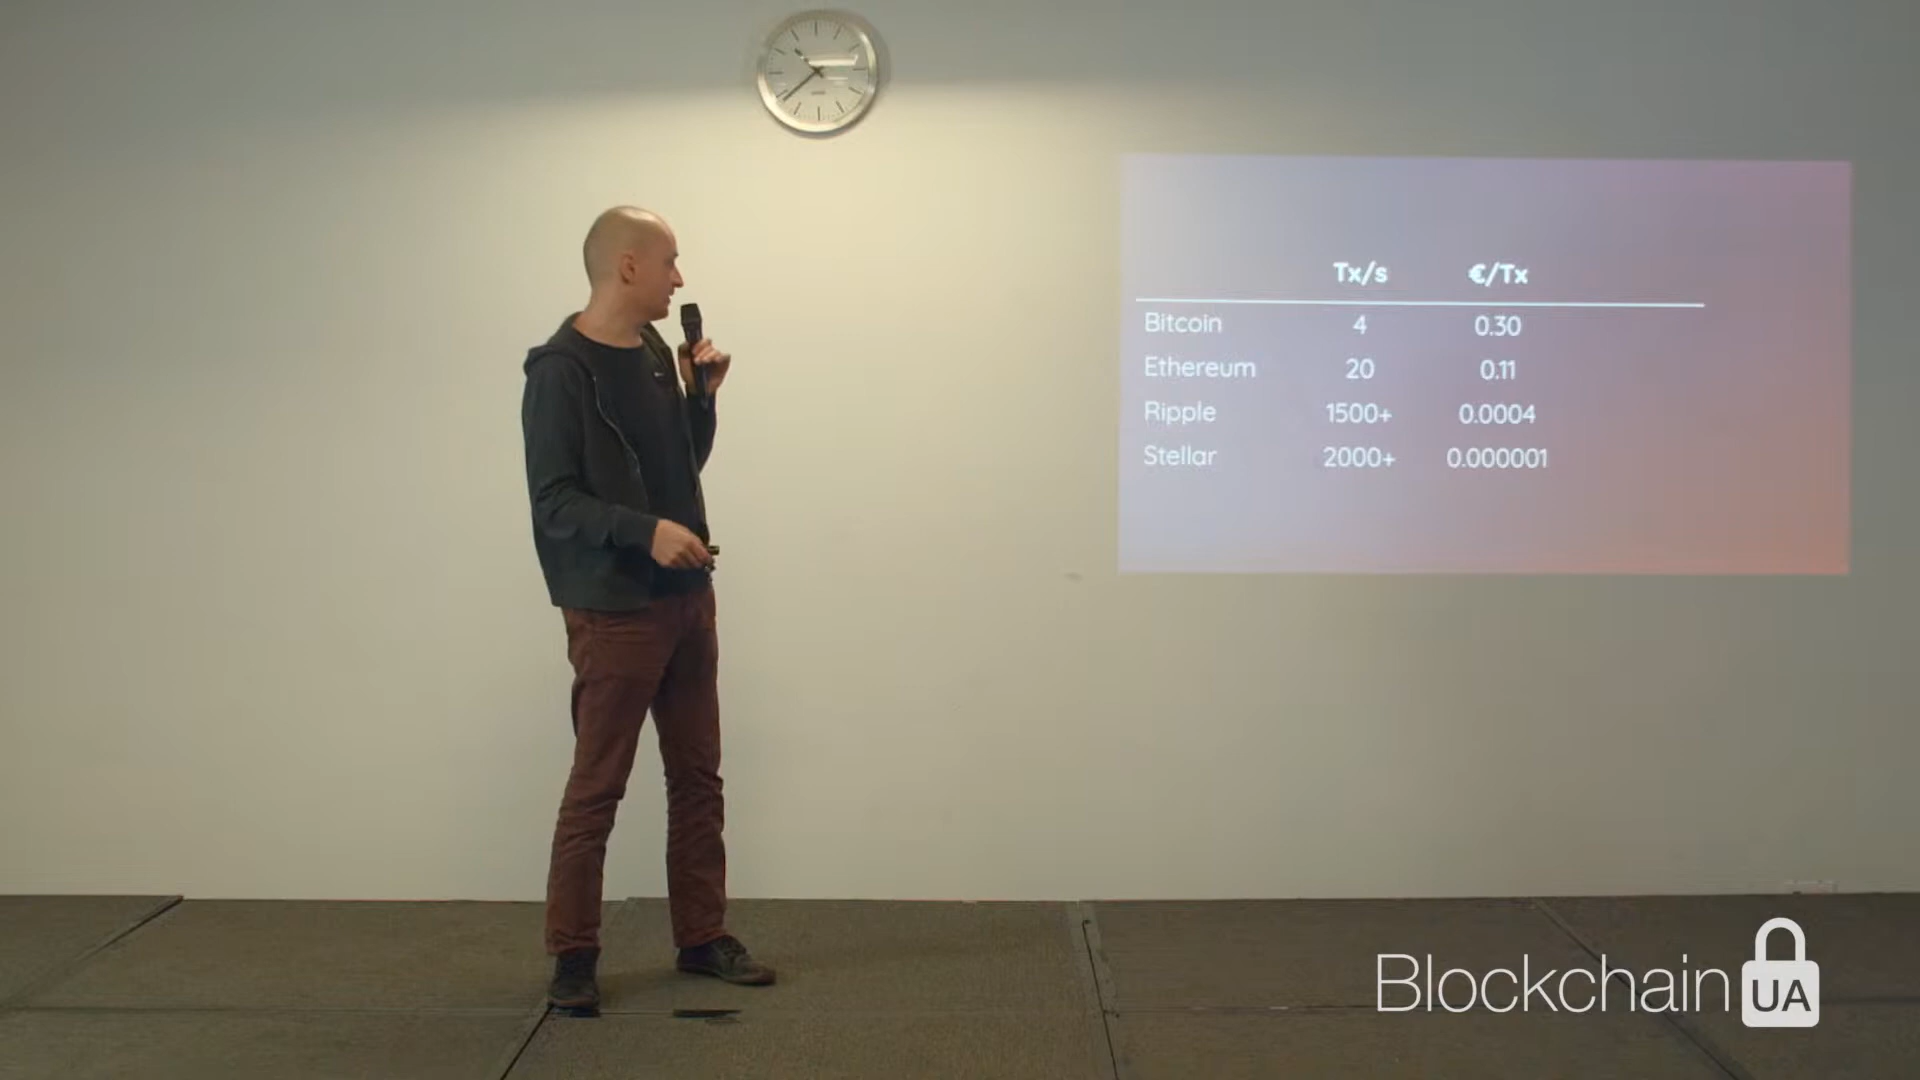 Tx/s €/Tx
Bitcoin 4 0.30
Ethereum 20 0.11
Ripple 1500+ 0.0004
Stellar 2000+ 0.000001
Blockchain UA